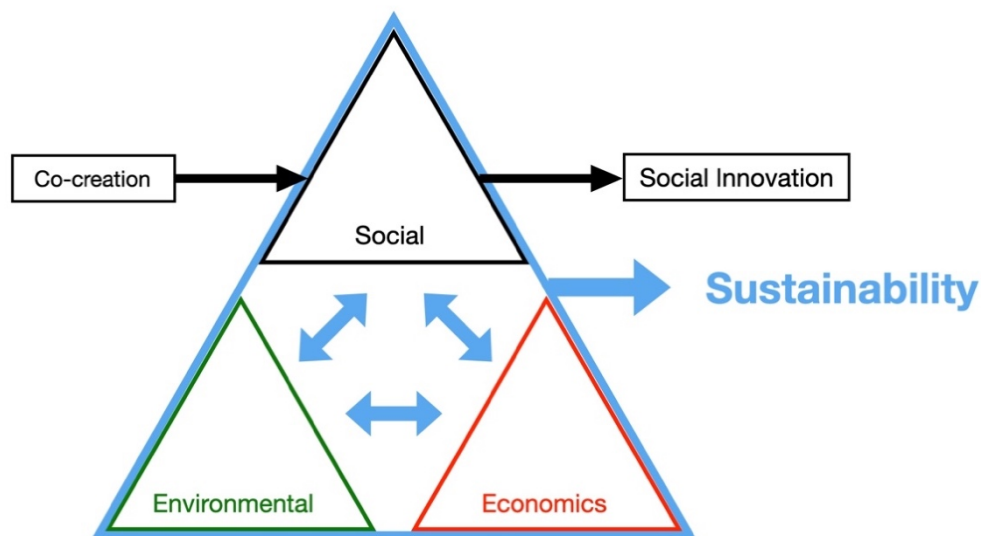 Co-creation
Social Innovation
Social
Sustainability
Environmental
Economics